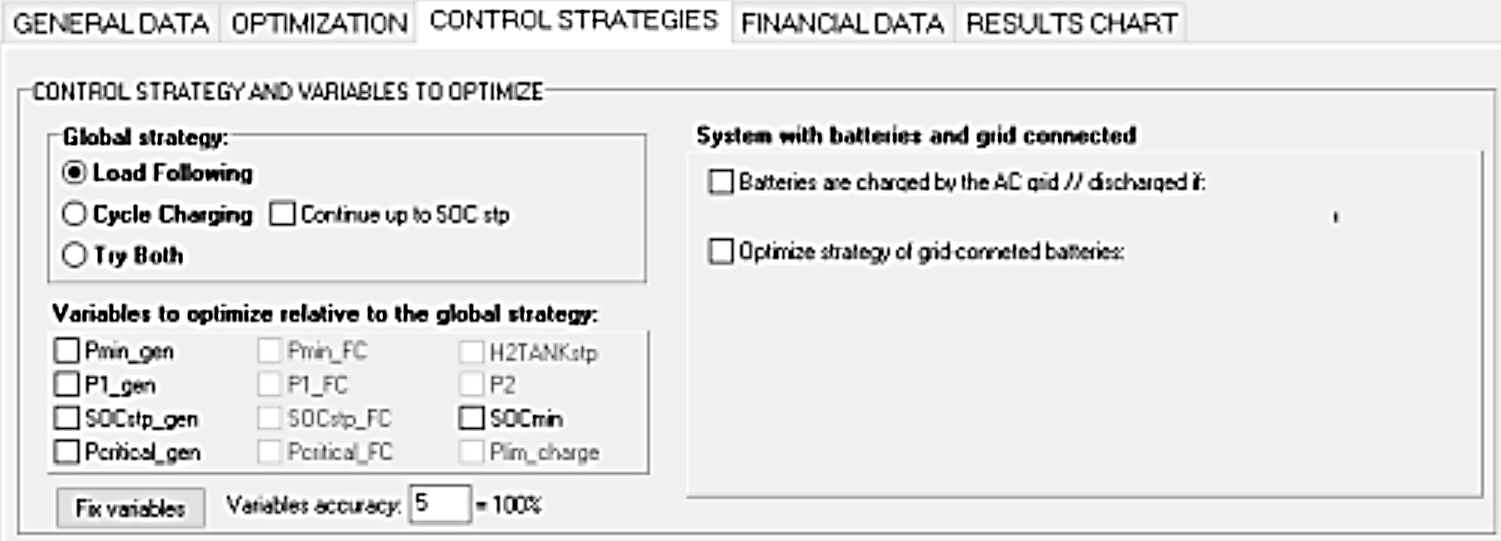 GENERAL DATA OPTIMIZATION CONTROL STRATEGIES FINANCIAL DATA RESULTS CHART
CONTROL STRATEGY AND VARIABLES TO OPTIMIZE
Global strategy:
Load Following
Cycle Charging Continue up to SOC stp
Try Both
Variables to optimize relative to the global strategy:
Pmin_gen Pmin_FC H2TANKstp
P1_gen P1_FC P2
SOCstp_gen SOCstp_FC SOCmin
Pcritical_gen Pcritical_FC Plim_charge
Fix variables Variables accuracy: 5 = 100%
System with batteries and grid connected
Batteries are charged by the AC grid // discharged if:
Optimize strategy of grid-conneted batteries: